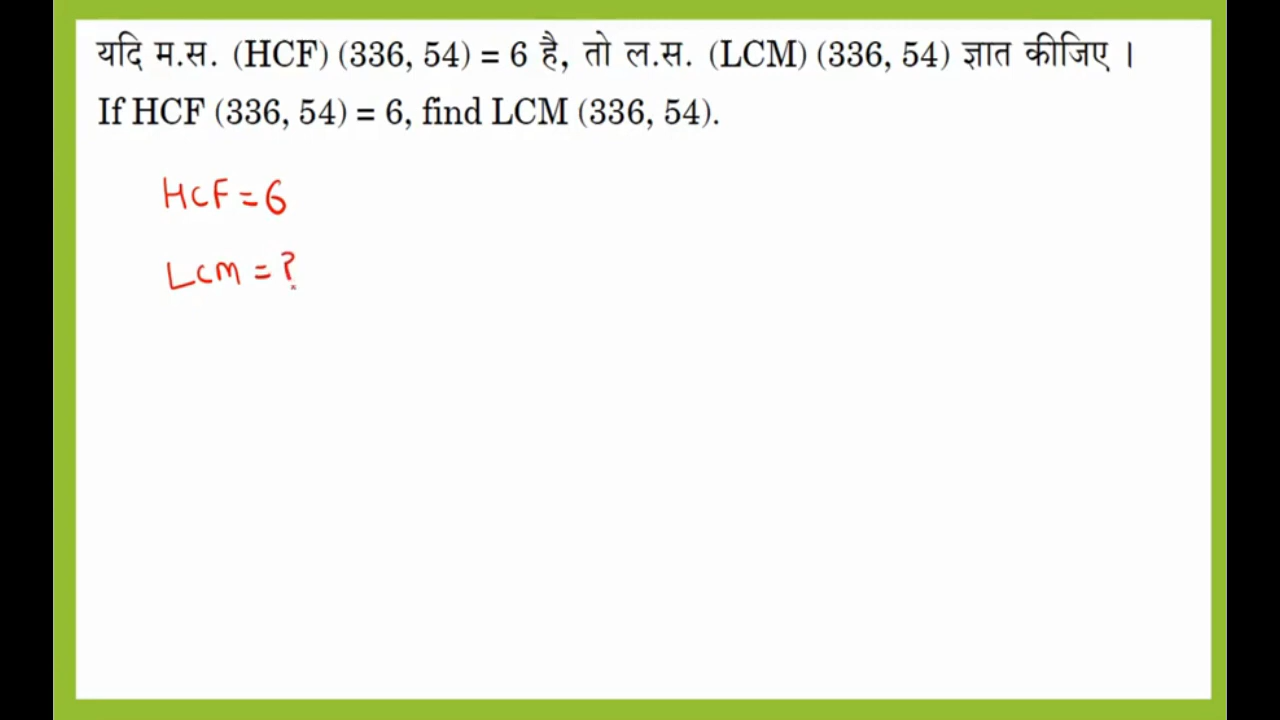 यदि म.स. (HCF) (336, 54) = 6 है, तो ल.स. (LCM) (336, 54) ज्ञात कीजिए ।
If HCF (336, 54) = 6, find LCM (336, 54).
HCF = 6
LCM = ?